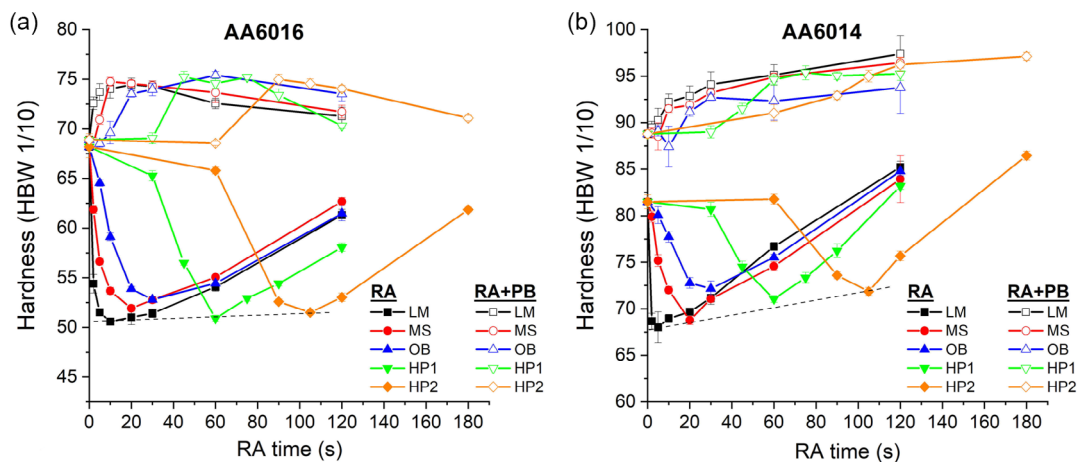 (a)
AA6016
Hardness (HBW 1/10)
80
75
70
65
60
55
50
45
0 20 40 60 80 100 120 140 160 180
RA time (s)
RA RA+PB
LM LM
MS MS
OB OB
HP1 HP1
HP2 HP2
(b)
AA6014
Hardness (HBW 1/10)
100
95
90
85
80
75
70
65
60
0 20 40 60 80 100 120 140 160 180
RA time (s)
RA RA+PB
LM LM
MS MS
OB OB
HP1 HP1
HP2 HP2